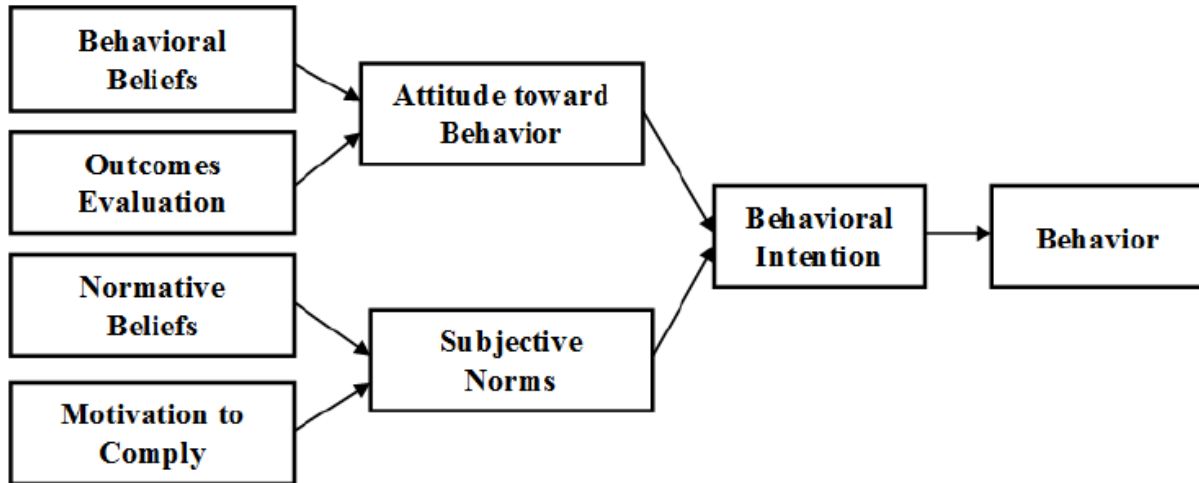 Behavioral
Beliefs
Outcomes
Evaluation
Normative
Beliefs
Motivation to
Comply
Attitude toward
Behavior
Subjective
Norms
Behavioral
Intention
Behavior